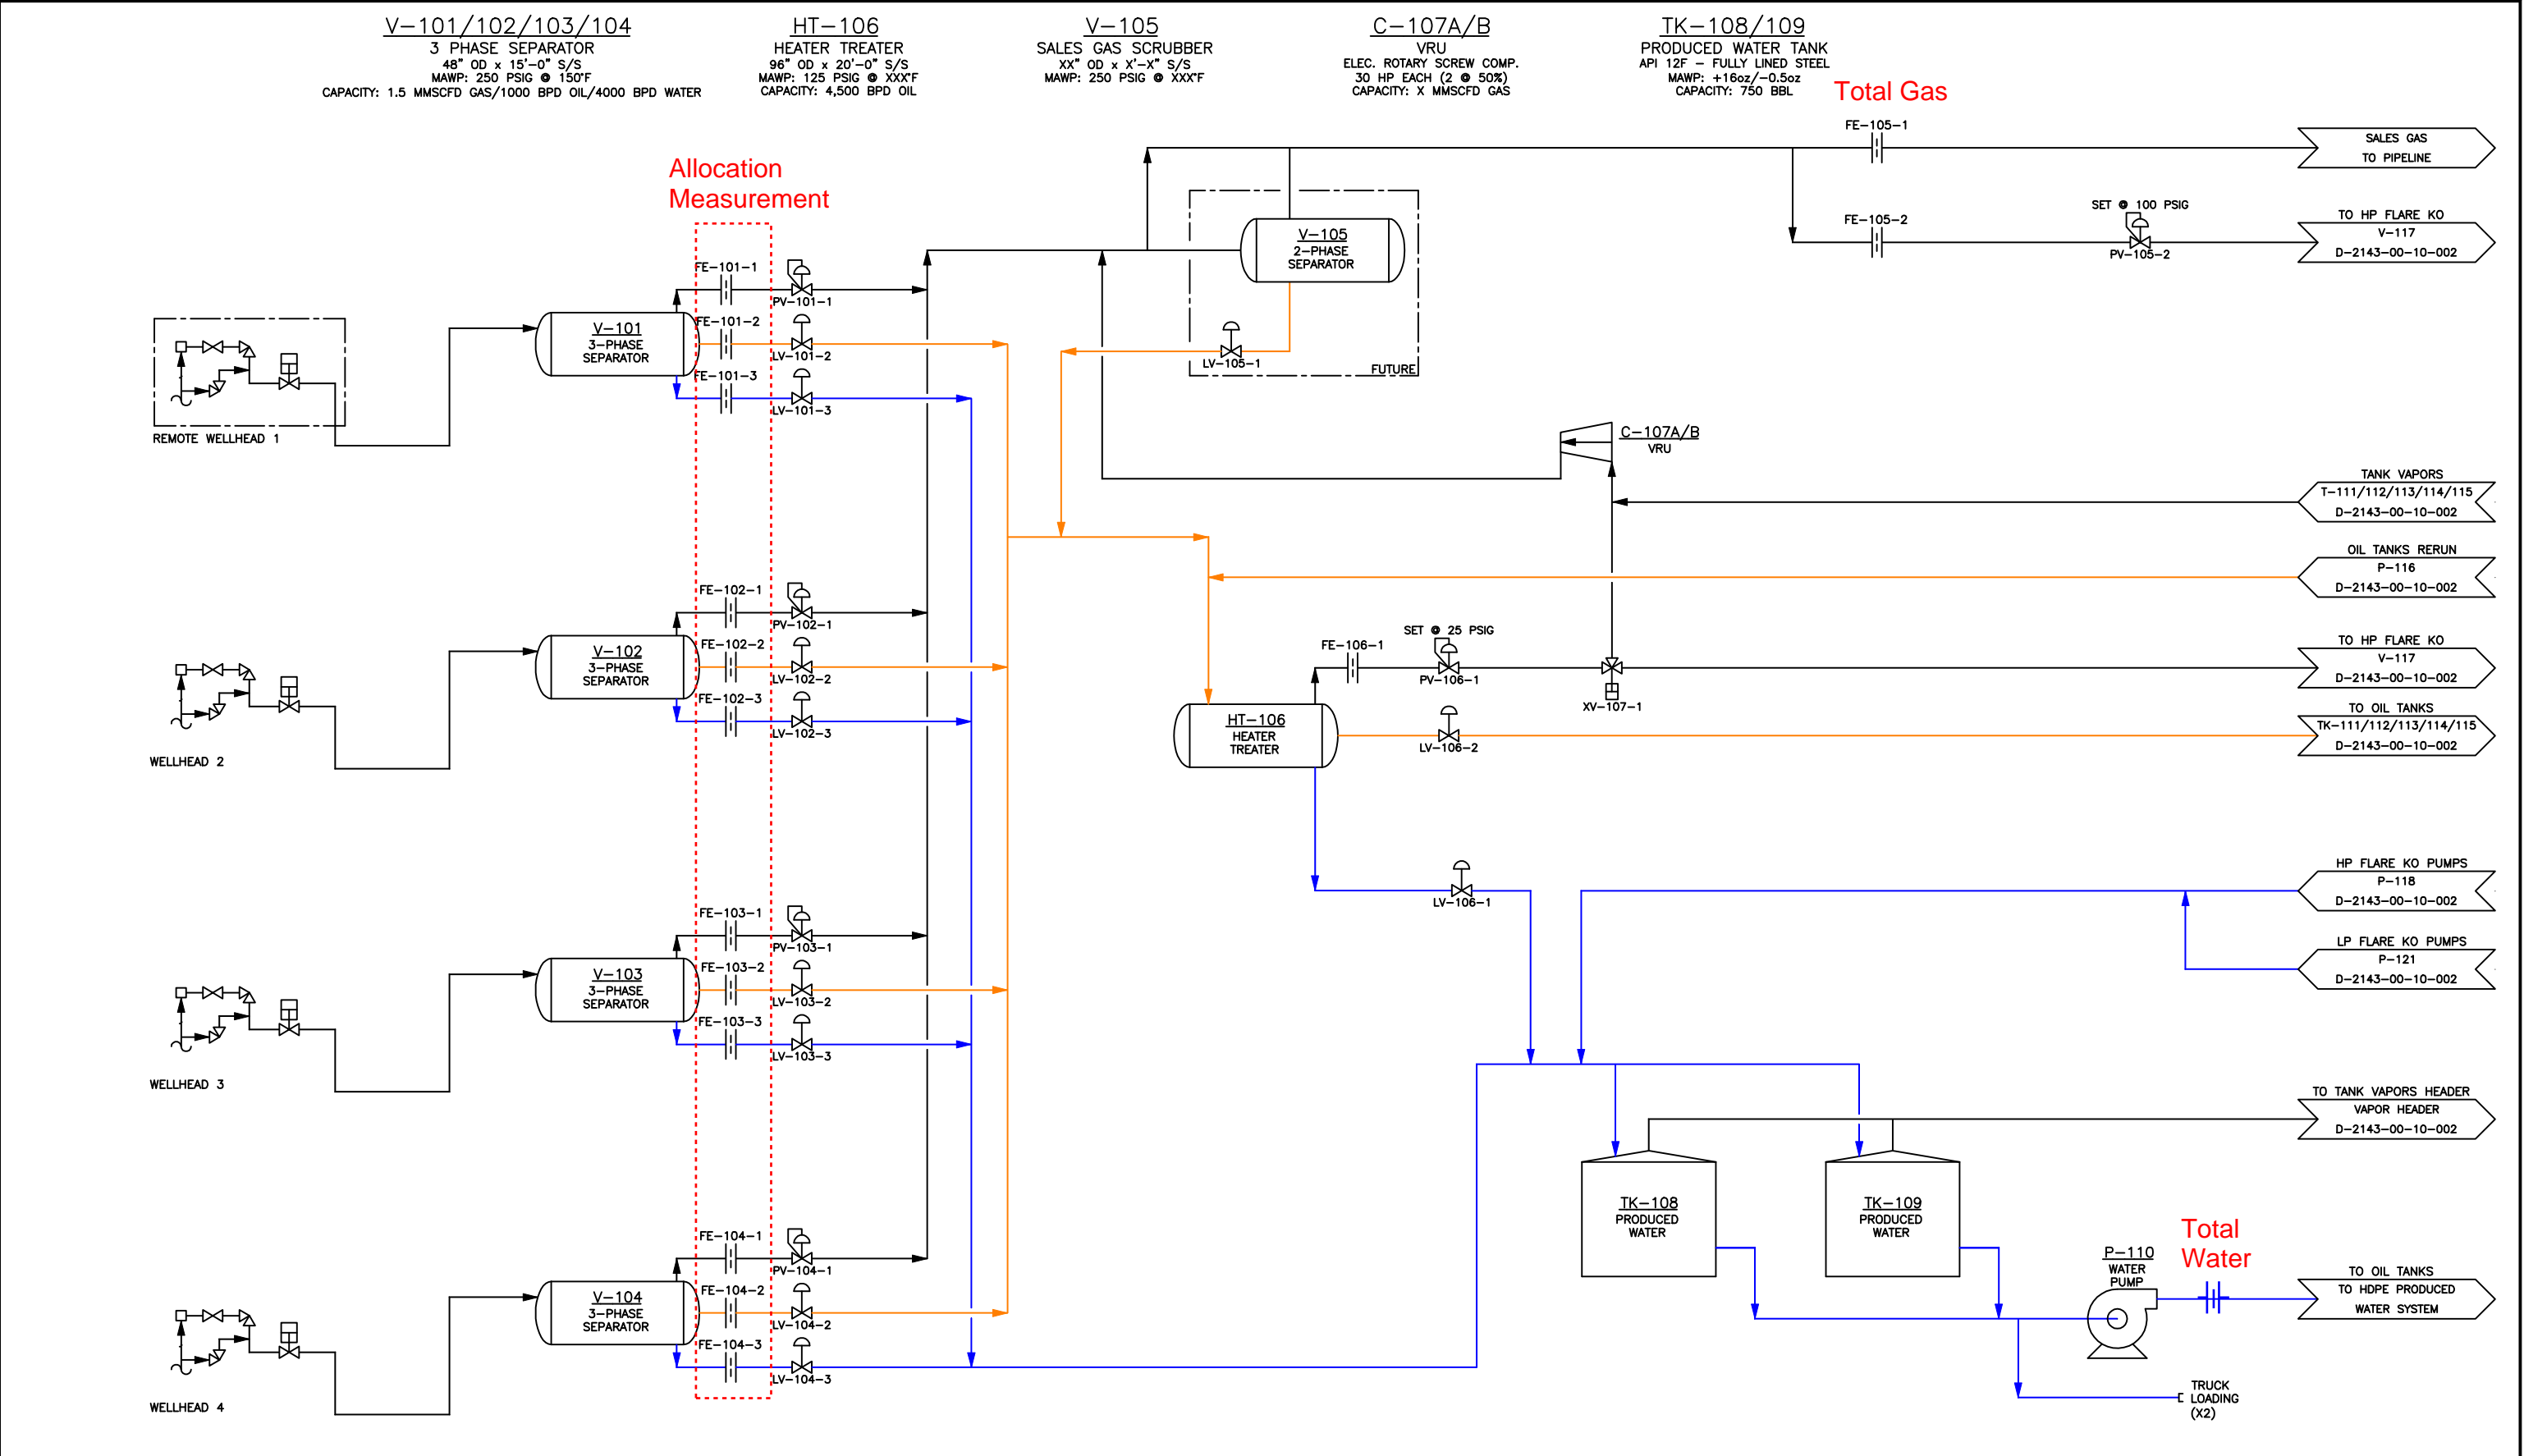 V-101/102/103/104
3 PHASE SEPARATOR
48" OD x 15'-0" S/S
MAWP: 250 PSIG @ 150°F
CAPACITY: 1.5 MMSCFD GAS/1000 BPD OIL/4000 BPD WATER
HT-106
HEATER TREATER
96" OD x 20'-0" S/S
MAWP: 125 PSIG @ XXX°F
CAPACITY: 4,500 BPD OIL
V-105
SALES GAS SCRUBBER
XX" OD x X'-X" S/S
MAWP: 250 PSIG @ XXX°F
C-107A/B
VRU
ELEC. ROTARY SCREW COMP.
30 HP EACH (2 @ 50%)
CAPACITY: X MMSCFD GAS
TK-108/109
PRODUCED WATER TANK
API 12F - FULLY LINED STEEL
MAWP: +16oz/-0.5oz
CAPACITY: 750 BBL
Total Gas
FE-105-1
SALES GAS
TO PIPELINE
Allocation
Measurement
FE-105-2
SET @ 100 PSIG
PV-105-2
TO HP FLARE KO
V-117
D-2143-00-10-002
V-105
2-PHASE
SEPARATOR
LV-105-1
FUTURE
REMOTE WELLHEAD 1
V-101
3-PHASE
SEPARATOR
FE-101-1
PV-101-1
FE-101-2
LV-101-2
FE-101-3
LV-101-3
C-107A/B
VRU
TANK VAPORS
T-111/112/113/114/115
D-2143-00-10-002
OIL TANKS RERUN
P-116
D-2143-00-10-002
WELLHEAD 2
V-102
3-PHASE
SEPARATOR
FE-102-1
PV-102-1
FE-102-2
LV-102-2
FE-102-3
LV-102-3
FE-106-1
SET @ 25 PSIG
PV-106-1
XV-107-1
TO HP FLARE KO
V-117
D-2143-00-10-002
HT-106
HEATER
TREATER
LV-106-2
TO OIL TANKS
TK-111/112/113/114/115
D-2143-00-10-002
LV-106-1
HP FLARE KO PUMPS
P-118
D-2143-00-10-002
LP FLARE KO PUMPS
P-121
D-2143-00-10-002
WELLHEAD 3
V-103
3-PHASE
SEPARATOR
FE-103-1
PV-103-1
FE-103-2
LV-103-2
FE-103-3
LV-103-3
TO TANK VAPORS HEADER
VAPOR HEADER
D-2143-00-10-002
TK-108
PRODUCED
WATER
TK-109
PRODUCED
WATER
Total
Water
P-110
WATER
PUMP
TO OIL TANKS
TO HDPE PRODUCED
WATER SYSTEM
TRUCK
LOADING
(X2)
WELLHEAD 4
V-104
3-PHASE
SEPARATOR
FE-104-1
PV-104-1
FE-104-2
LV-104-2
FE-104-3
LV-104-3